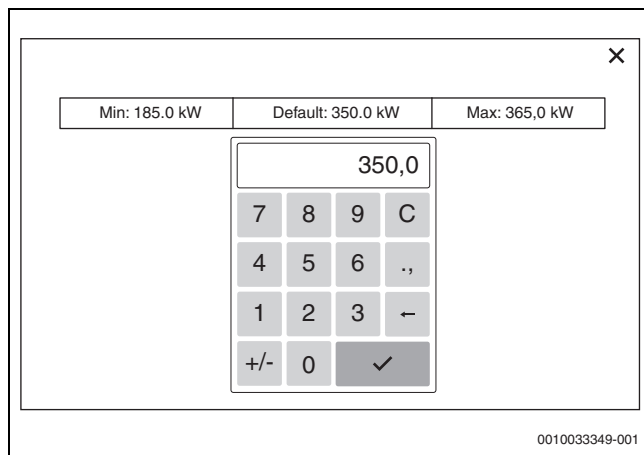 ×
Min: 185.0 kW Default: 350.0 kW Max: 365,0 kW
350,0
7 8 9 C
4 5 6 .,
1 2 3 ←
+/- 0 ✓
0010033349-001